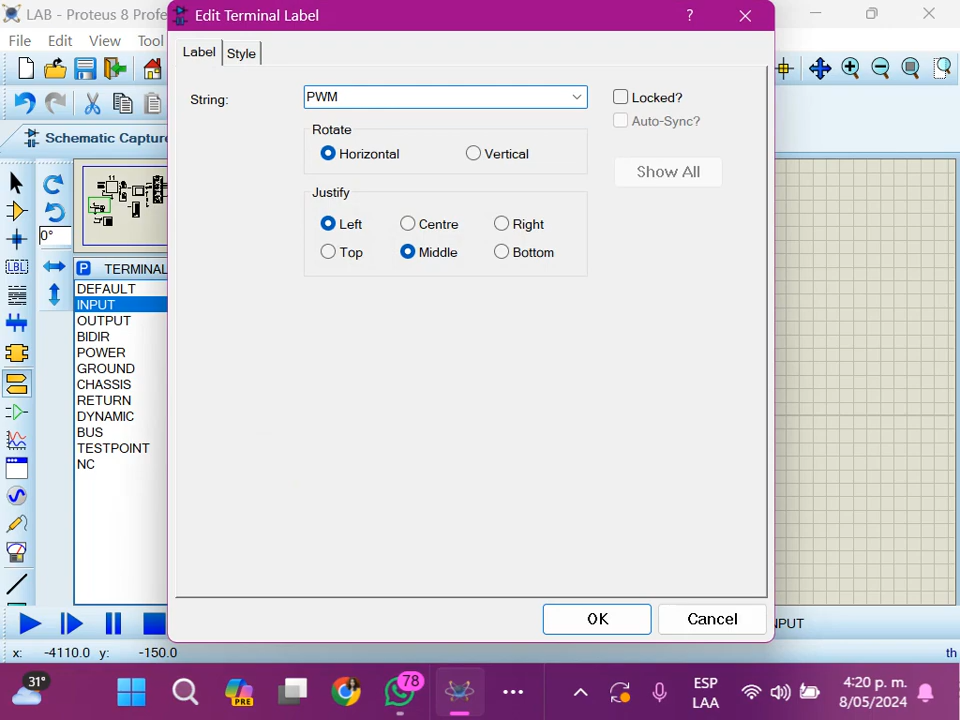 LAB - Proteus 8 Profe
Edit Terminal Label
?
File Edit View Tool
Label
Style
String:
PWM
Locked?
Auto-Sync?
Rotate
Horizontal
Vertical
Show All
Schematic Capture
Justify
Left
Centre
Right
0°
Top
Middle
Bottom
LBL
P
TERMINAL
DEFAULT
INPUT
OUTPUT
BIDIR
POWER
GROUND
CHASSIS
RETURN
DYNAMIC
BUS
TESTPOINT
NC
OK
Cancel
NPUT
x: -4110.0 y: -150.0
th
31°
PRE
78
ESP
LAA
4:20 p. m.
8/05/2024